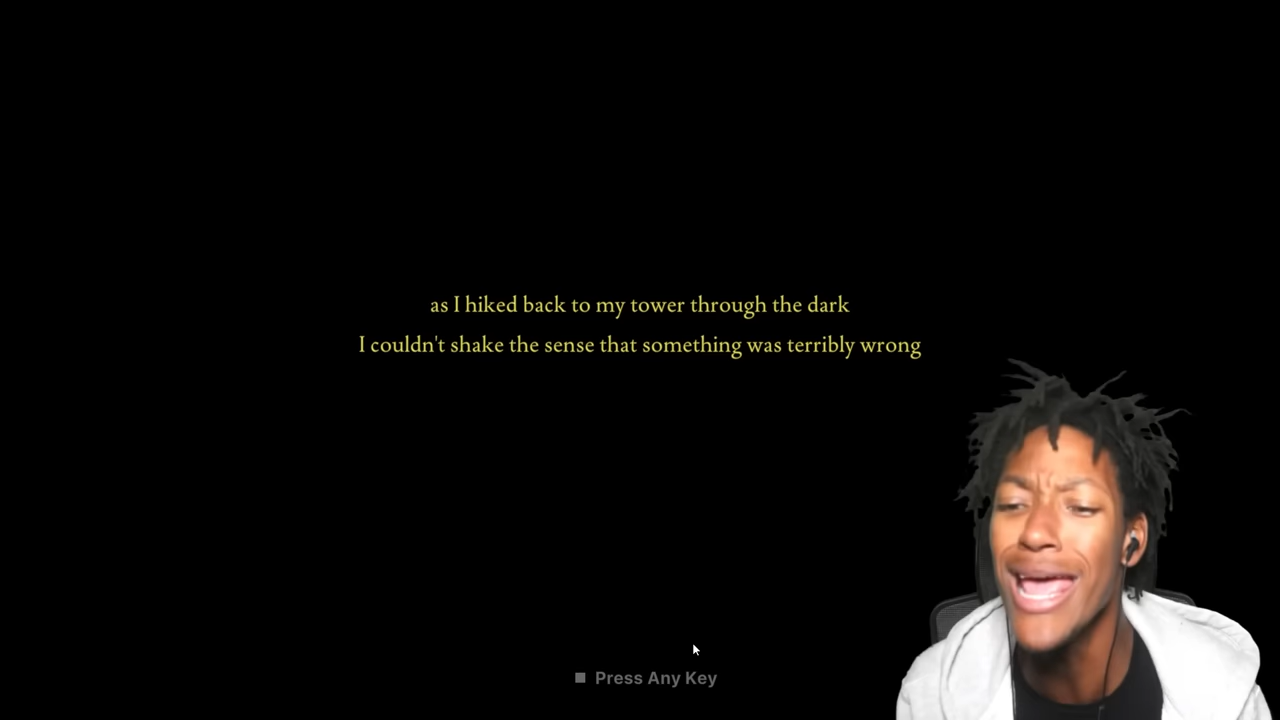 as I hiked back to my tower through the dark
I couldn't shake the sense that something was terribly wrong
Press Any Key